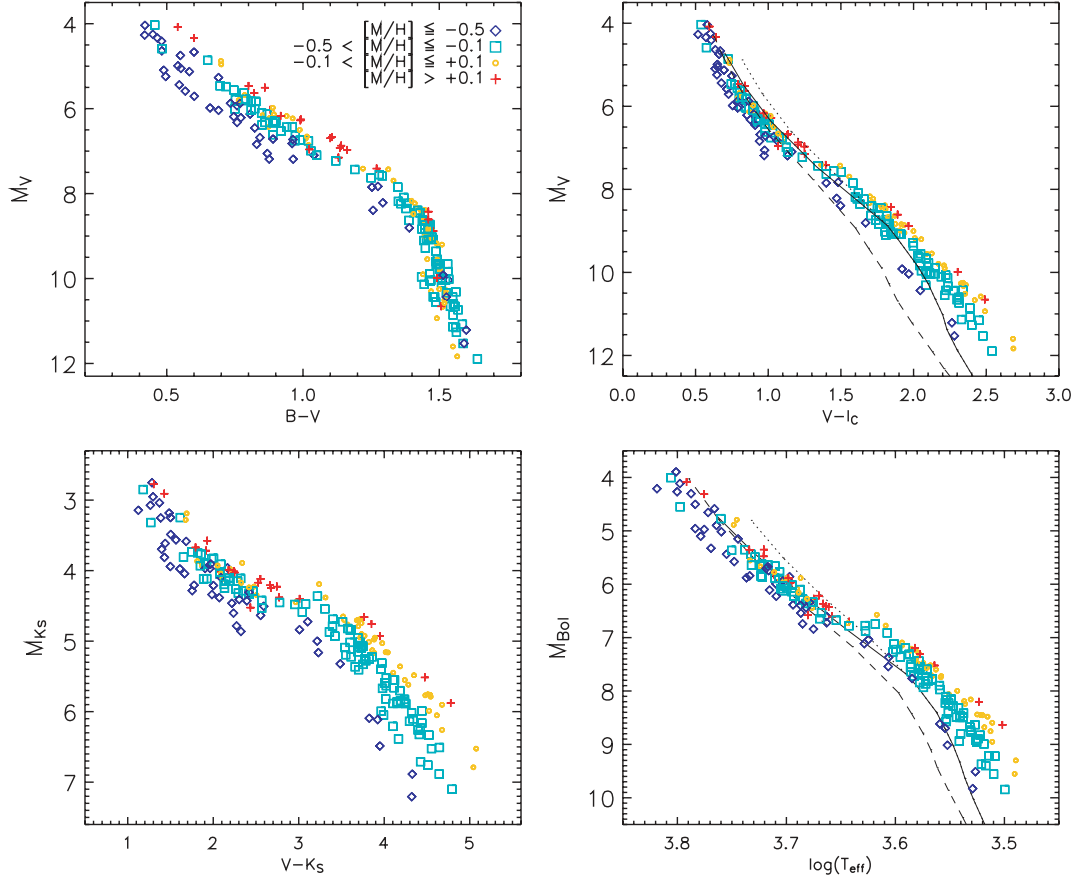 [M/H] ≤ −0.5
−0.5 < [M/H] ≤ −0.1
−0.1 < [M/H] ≤ +0.1
[M/H] > +0.1
4
6
8
10
12
M_V
0.5 1.0 1.5
B−V
4
6
8
10
12
M_V
0.0 0.5 1.0 1.5 2.0 2.5 3.0
V−I_C
3
4
5
6
7
M_Ks
1 2 3 4 5
V−K_S
4
5
6
7
8
9
10
M_Bol
3.8 3.7 3.6 3.5
log(T_eff)